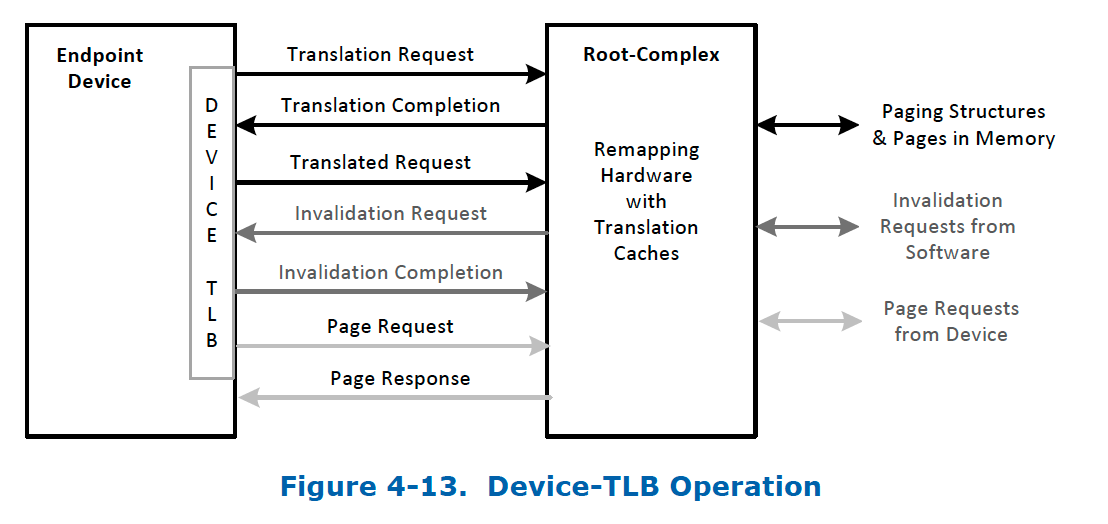 Endpoint
Device
DEVICE TLB
Translation Request
Translation Completion
Translated Request
Invalidation Request
Invalidation Completion
Page Request
Page Response
Root-Complex
Remapping
Hardware
with
Translation
Caches
Paging Structures
& Pages in Memory
Invalidation
Requests from
Software
Page Requests
from Device
Figure 4-13. Device-TLB Operation